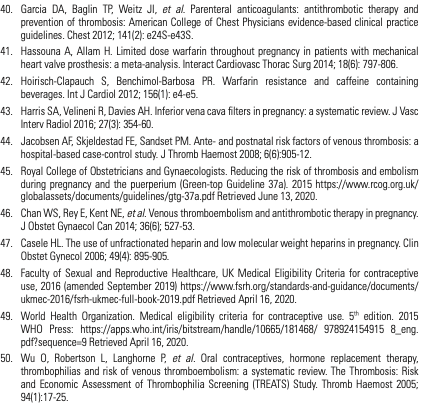 40. Garcia DA, Baglin TP, Weitz JI, et al. Parenteral anticoagulants: antithrombotic therapy and
prevention of thrombosis: American College of Chest Physicians evidence-based clinical practice
guidelines. Chest 2012; 141(2): e24S-e43S.
41. Hassouna A, Allam H. Limited dose warfarin throughout pregnancy in patients with mechanical
heart valve prosthesis: a meta-analysis. Interact Cardiovasc Thorac Surg 2014; 18(6): 797-806.
42. Hoirisch-Clapauch S, Benchimol-Barbosa PR. Warfarin resistance and caffeine containing
beverages. Int J Cardiol 2012; 156(1): e4-e5.
43. Harris SA, Velineni R, Davies AH. Inferior vena cava filters in pregnancy: a systematic review. J Vasc
Interv Radiol 2016; 27(3): 354-60.
44. Jacobsen AF, Skjeldestad FE, Sandset PM. Ante- and postnatal risk factors of venous thrombosis: a
hospital-based case-control study. J Thromb Haemost 2008; 6(6):905-12.
45. Royal College of Obstetricians and Gynaecologists. Reducing the risk of thrombosis and embolism
during pregnancy and the puerperium (Green-top Guideline 37a). 2015 https://www.rcog.org.uk/
globalassets/documents/guidelines/gtg-37a.pdf Retrieved June 13, 2020.
46. Chan WS, Rey E, Kent NE, et al. Venous thromboembolism and antithrombotic therapy in pregnancy.
J Obstet Gynaecol Can 2014; 36(6); 527-53.
47. Casele HL. The use of unfractionated heparin and low molecular weight heparins in pregnancy. Clin
Obstet Gynecol 2006; 49(4): 895-905.
48. Faculty of Sexual and Reproductive Healthcare, UK Medical Eligibility Criteria for contraceptive
use, 2016 (amended September 2019) https://www.fsrh.org/standards-and-guidance/documents/
ukmec-2016/fsrh-ukmec-full-book-2019.pdf Retrieved April 16, 2020.
49. World Health Organization. Medical eligibility criteria for contraceptive use. 5th edition. 2015
WHO Press: https://apps.who.int/iris/bitstream/handle/10665/181468/ 978924154915 8_eng.
pdf?sequence=9 Retrieved April 16, 2020.
50. Wu O, Robertson L, Langhorne P, et al. Oral contraceptives, hormone replacement therapy,
thrombophilias and risk of venous thromboembolism: a systematic review. The Thrombosis: Risk
and Economic Assessment of Thrombophilia Screening (TREATS) Study. Thromb Haemost 2005;
94(1):17-25.